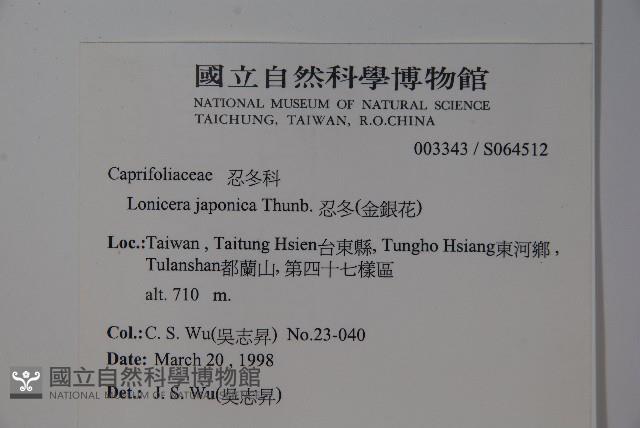 國立自然科學博物館
NATIONAL MUSEUM OF NATURAL SCIENCE
TAICHUNG, TAIWAN, R.O.CHINA
003343 / S064512
Caprifoliaceae 忍冬科
Lonicera japonica Thunb. 忍冬(金銀花)
Loc.:Taiwan , Taitung Hsien台東縣, Tungho Hsiang東河鄉 ,
Tulanshan都蘭山, 第四十七樣區
alt. 710 m.
Col.:C. S. Wu(吳志昇) No.23-040
Date: March 20 , 1998
國立自然科學博物館
NATIONAL MUSEUM OF NATURAL
Det.: J. S. Wu(吳志昇)